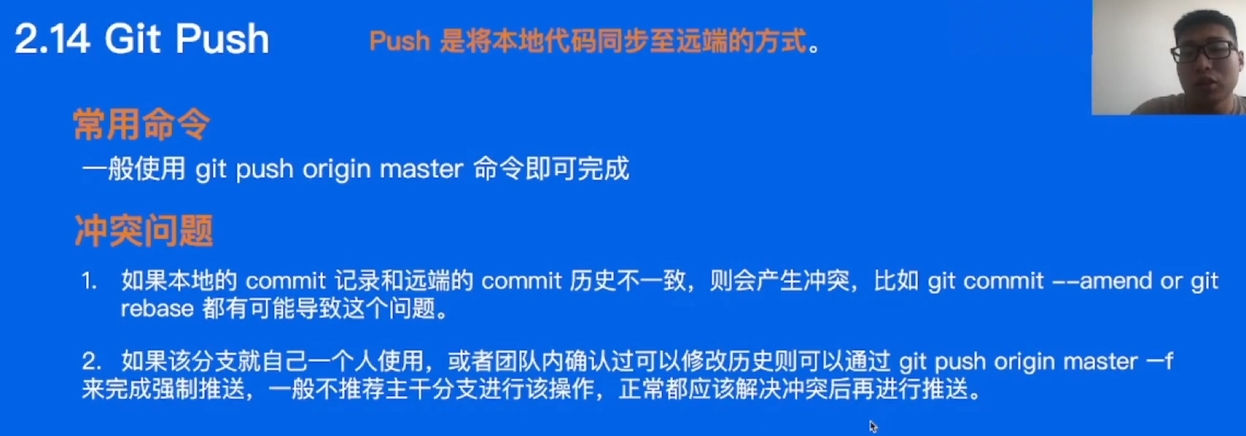 2.14 Git Push
Push 是将本地代码同步至远端的方式。
常用命令
一般使用 git push origin master 命令即可完成
冲突问题
1. 如果本地的 commit 记录和远端的 commit 历史不一致，则会产生冲突，比如 git commit --amend or git
rebase 都有可能导致这个问题。
2. 如果该分支就自己一个人使用，或者团队内确认过可以修改历史则可以通过 git push origin master –f
来完成强制推送，一般不推荐主干分支进行该操作，正常都应该解决冲突后再进行推送。